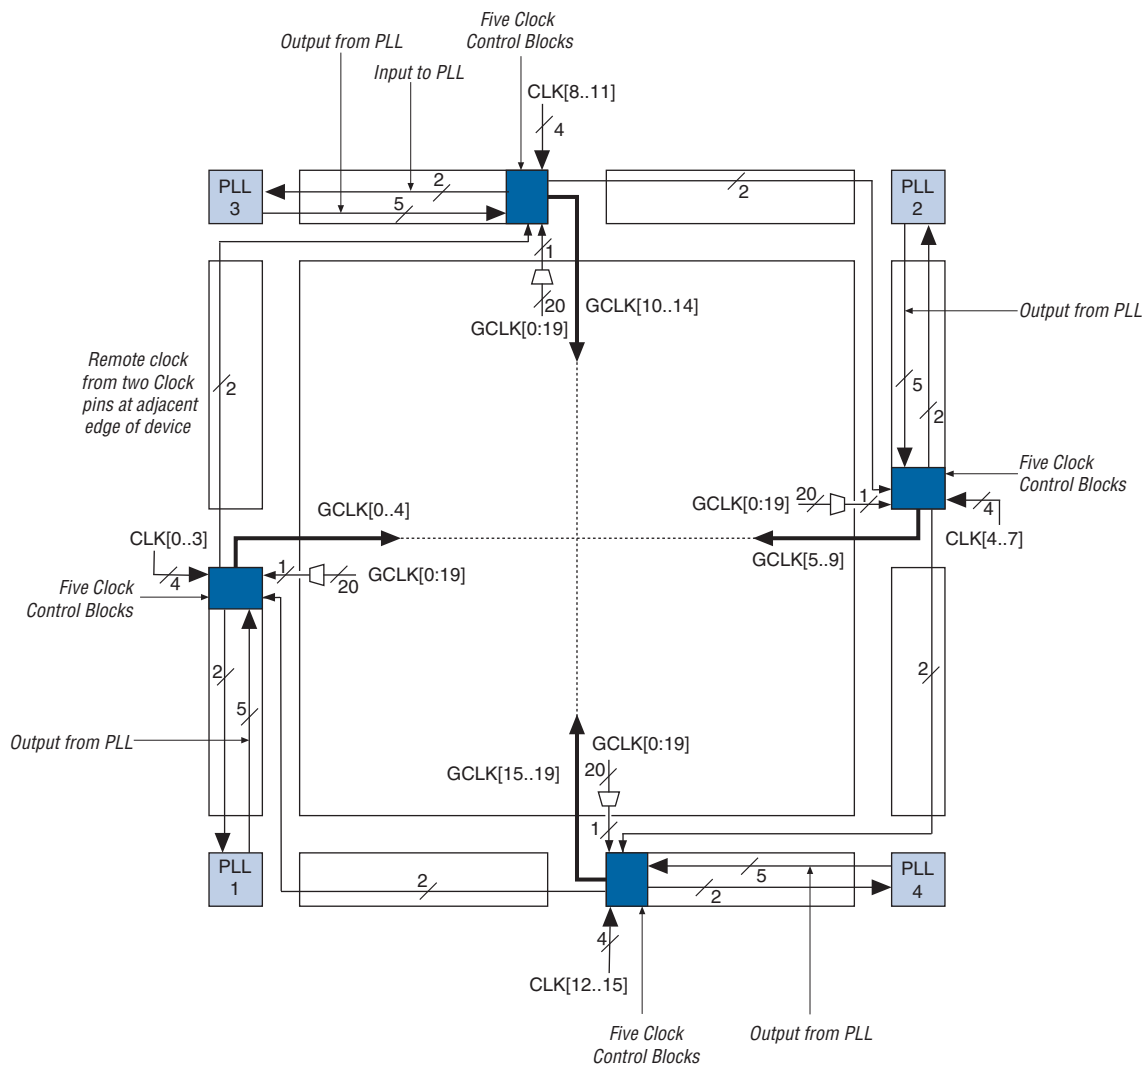 Five Clock
Control Blocks
Output from PLL
Input to PLL
CLK[8..11]
4
PLL
3
2
5
2
PLL
2
1
20
GCLK[0:19]
GCLK[10..14]
Output from PLL
Remote clock
from two Clock
pins at adjacent
edge of device
2
5
2
Five Clock
Control Blocks
GCLK[0:19]
20
1
4
CLK[4..7]
GCLK[0..4]
GCLK[5..9]
CLK[0..3]
4
1
20
GCLK[0:19]
Five Clock
Control Blocks
2
5
2
Output from PLL
GCLK[0:19]
GCLK[15..19]
20
1
PLL
1
2
5
2
PLL
4
4
CLK[12..15]
Five Clock
Control Blocks
Output from PLL